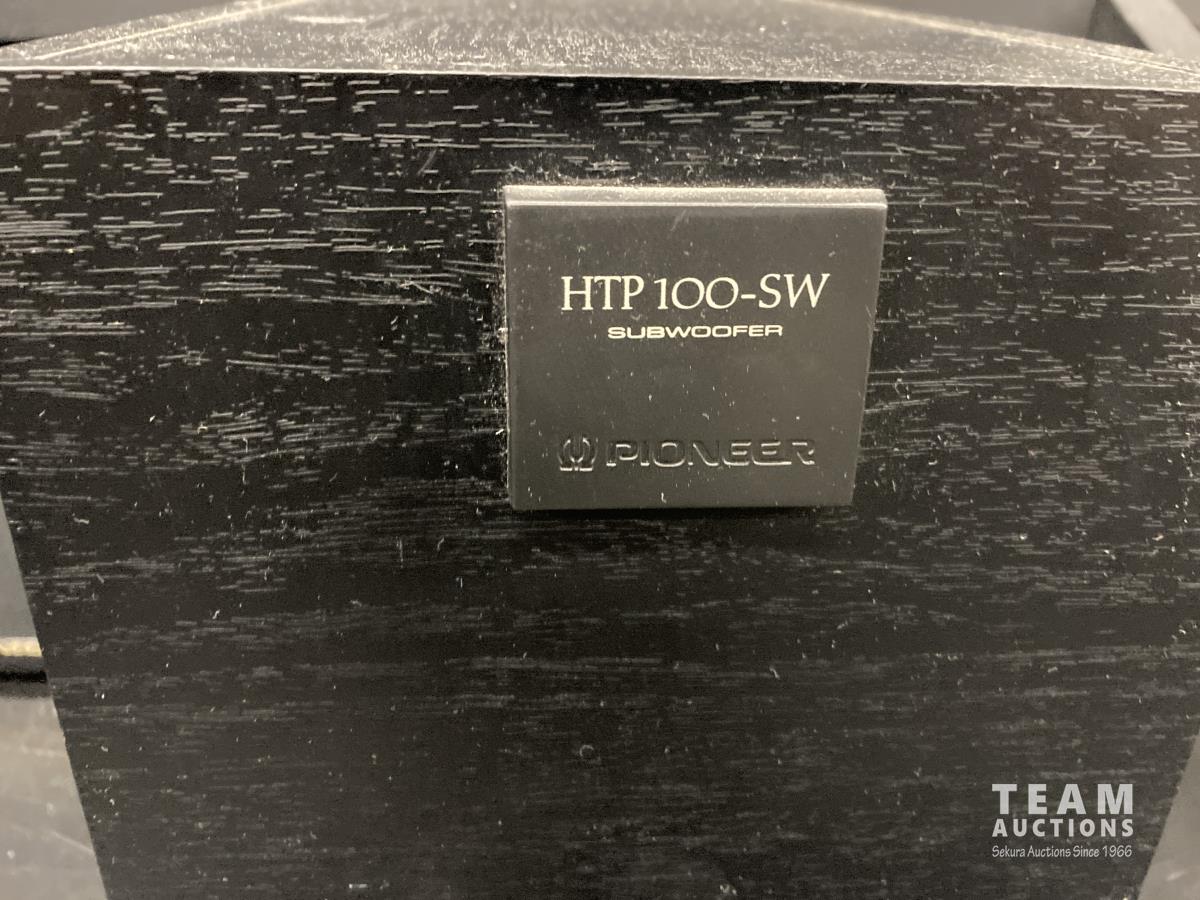 HTP 100-SW
SUBWOOFER
PIONEER
TEAM
AUCTIONS
Sekura Auctions Since 1966